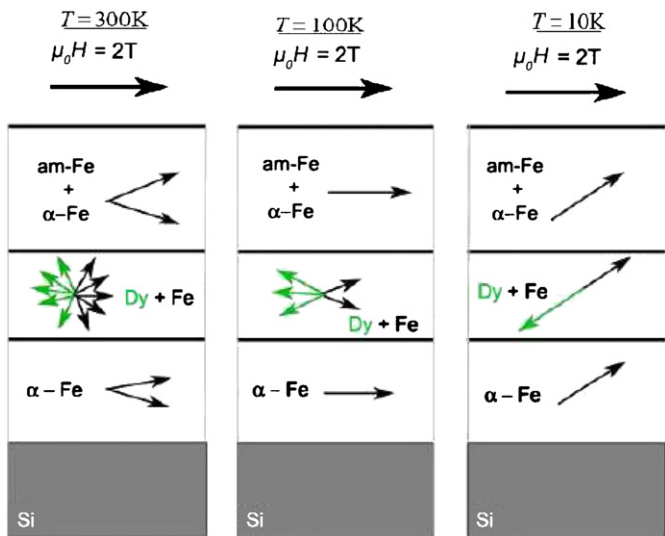 T = 300K
μ₀H = 2T
am-Fe
+
α–Fe
Dy + Fe
α – Fe
Si
T = 100K
μ₀H = 2T
am-Fe
+
α–Fe
Dy + Fe
α – Fe
Si
T = 10K
μ₀H = 2T
am-Fe
+
α–Fe
Dy + Fe
α – Fe
Si